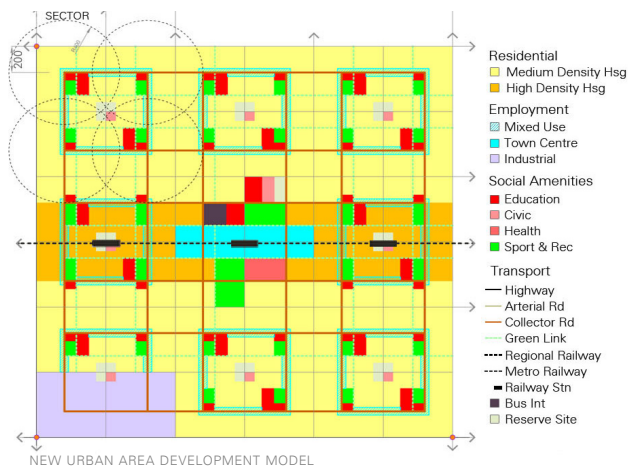 SECTOR
200
Residential
Medium Density Hsg
High Density Hsg
Employment
Mixed Use
Town Centre
Industrial
Social Amenities
Education
Civic
Health
Sport & Rec
Transport
Highway
Arterial Rd
Collector Rd
Green Link
Regional Railway
Metro Railway
Railway Stn
Bus Int
Reserve Site
NEW URBAN AREA DEVELOPMENT MODEL